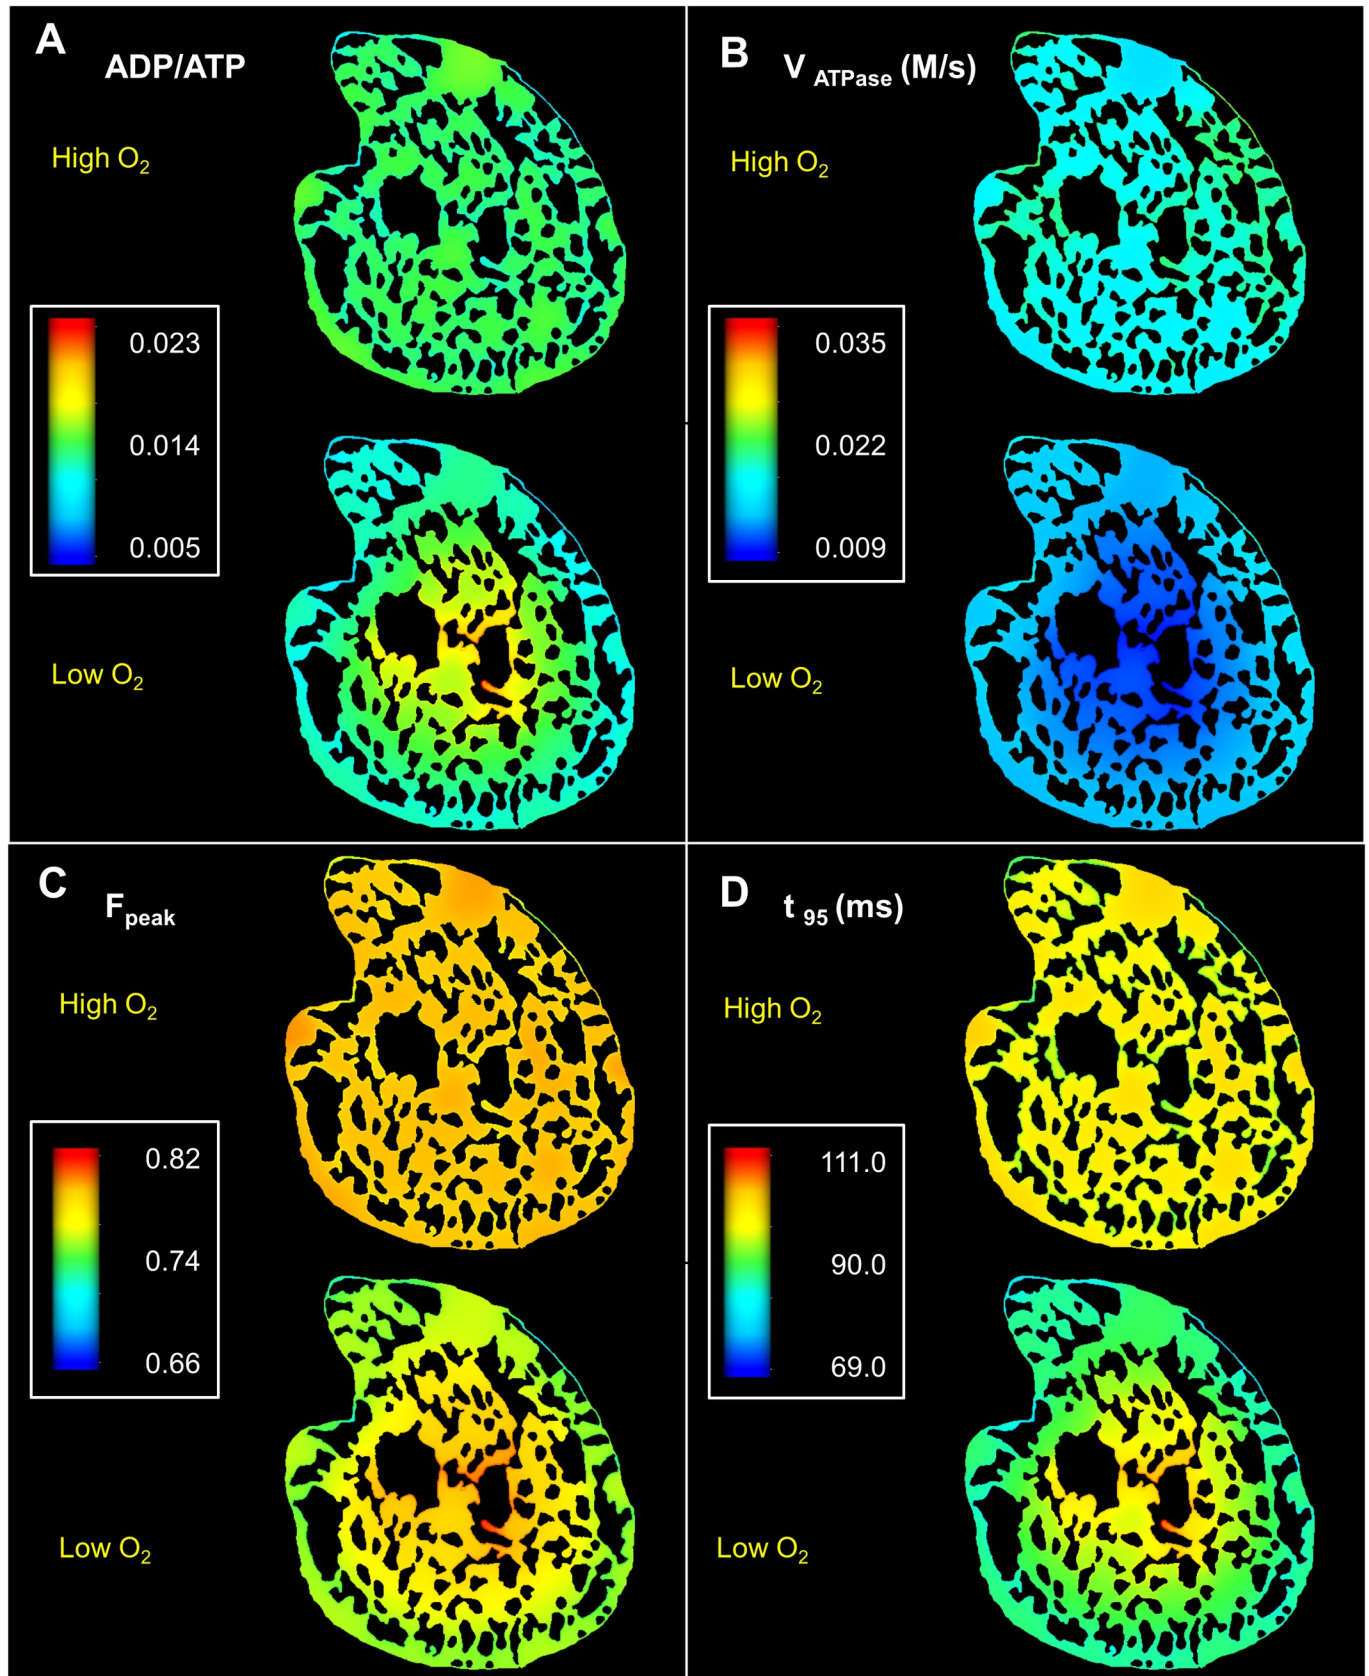 A
ADP/ATP
High O₂
0.023
0.014
0.005
Low O₂
B
V ATPase (M/s)
High O₂
0.035
0.022
0.009
Low O₂
C
Fpeak
High O₂
0.82
0.74
0.66
Low O₂
D
t 95 (ms)
High O₂
111.0
90.0
69.0
Low O₂